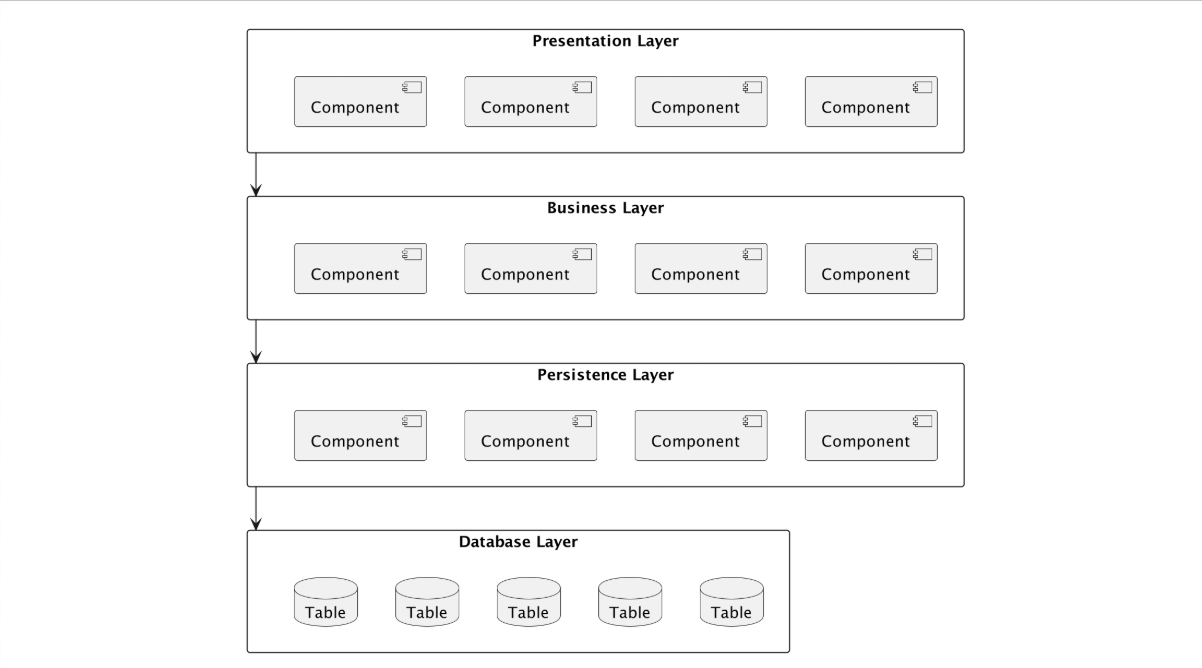 Presentation Layer
Component Component Component Component
Business Layer
Component Component Component Component
Persistence Layer
Component Component Component Component
Database Layer
Table Table Table Table Table